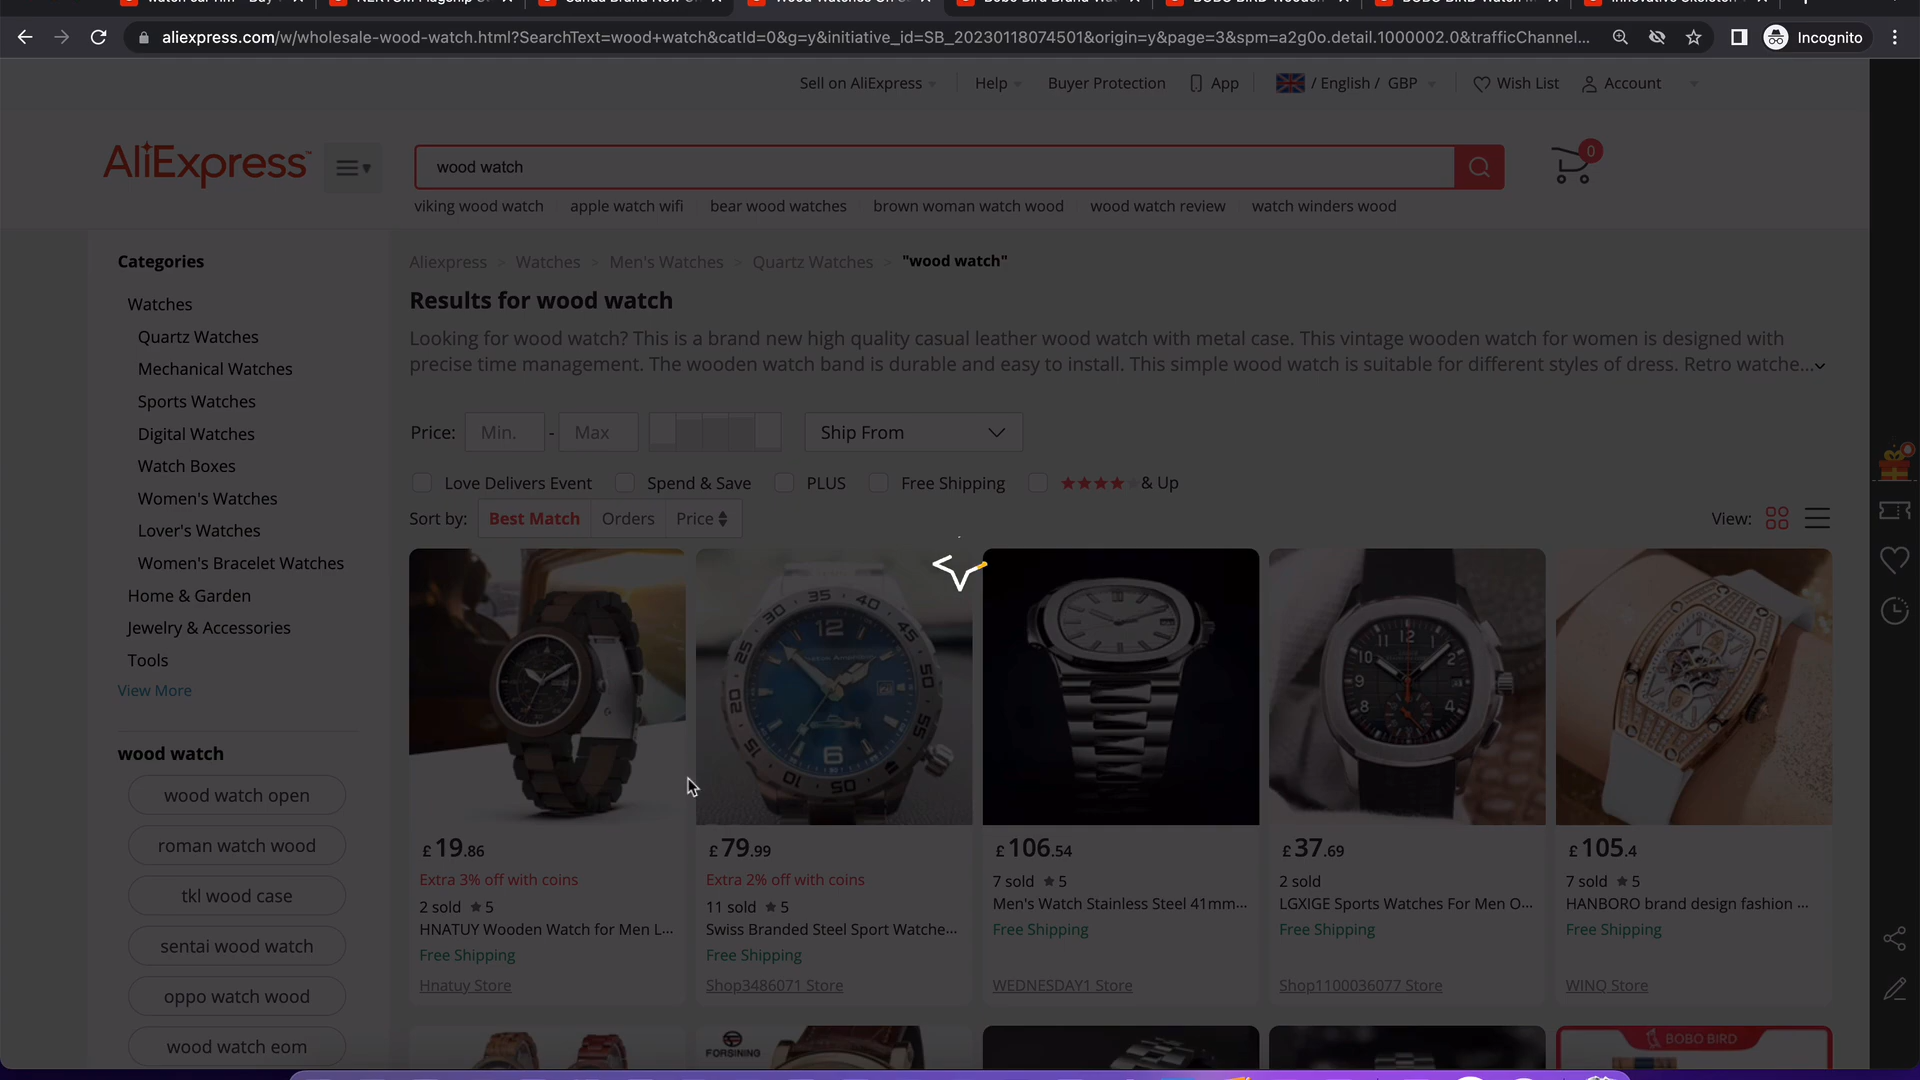 aliexpress.com/w/wholesale-wood-watch.html?SearchText=wood+watch&catId=0&g=y&initiative_id=SB_20230118074501&origin=y&page=3&spm=a2g0o.detail.1000002.0&trafficChannel... Incognito
Sell on AliExpress Help Buyer Protection App / English / GBP Wish List Account
AliExpress™ wood watch 0
viking wood watch apple watch wifi bear wood watches brown woman watch wood wood watch review watch winders wood
Categories
Watches
Quartz Watches
Mechanical Watches
Sports Watches
Digital Watches
Watch Boxes
Women's Watches
Lover's Watches
Women's Bracelet Watches
Home & Garden
Jewelry & Accessories
Tools
View More
wood watch
wood watch open
roman watch wood
tkl wood case
sentai wood watch
oppo watch wood
wood watch eom
Aliexpress > Watches > Men's Watches > Quartz Watches > "wood watch"
Results for wood watch
Looking for wood watch? This is a brand new high quality casual leather wood watch with metal case. This vintage wooden watch for women is designed with
precise time management. The wooden watch band is durable and easy to install. This simple wood watch is suitable for different styles of dress. Retro watche...
Price: Min. - Max Ship From
Love Delivers Event Spend & Save PLUS Free Shipping & Up
Sort by: Best Match Orders Price View:
£ 19.86
Extra 3% off with coins
2 sold ★ 5
HNATUY Wooden Watch for Men L...
Free Shipping
Hnatuy Store
£ 79.99
Extra 2% off with coins
11 sold ★ 5
Swiss Branded Steel Sport Watche...
Free Shipping
Shop3486071 Store
£ 106.54
7 sold ★ 5
Men's Watch Stainless Steel 41mm...
Free Shipping
WEDNESDAY1 Store
£ 37.69
2 sold
LGXIGE Sports Watches For Men O...
Free Shipping
Shop1100036077 Store
£ 105.4
7 sold ★ 5
HANBORO brand design fashion ...
Free Shipping
WINQ Store
FORSINING
BOBO BIRD